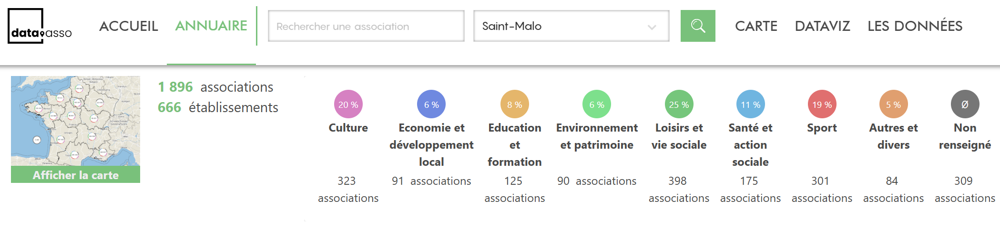 data asso
ACCUEIL
ANNUAIRE
Rechercher une association
Saint-Malo
CARTE
DATAVIZ
LES DONNÉES
1 896 associations
666 établissements
Afficher la carte
20 %
Culture
323
associations
6 %
Economie et
développement
local
91 associations
8 %
Education
et
formation
125
associations
6 %
Environnement
et patrimoine
90 associations
25 %
Loisirs et
vie sociale
398
associations
11 %
Santé et
action
sociale
175
associations
19 %
Sport
301
associations
5 %
Autres et
divers
84
associations
Ø
Non
renseigné
309
associations